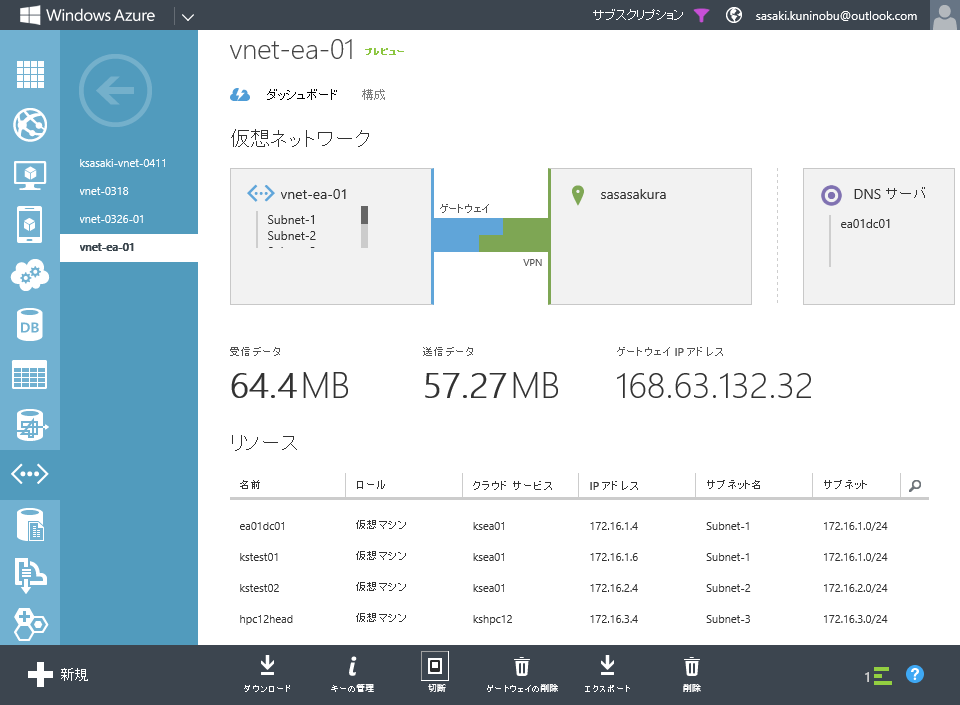 Windows Azure サブスクリプション sasaki.kuninobu@outlook.com
vnet-ea-01 プレビュー
ダッシュボード 構成
仮想ネットワーク
ksasaki-vnet-0411
vnet-0318
vnet-0326-01
vnet-ea-01
vnet-ea-01
Subnet-1
Subnet-2
ゲートウェイ
VPN
sasasakura
DNS サーバ
ea01dc01
DB
受信データ 送信データ ゲートウェイ IP アドレス
64.4 MB 57.27 MB 168.63.132.32
リソース
名前 ロール クラウド サービス IP アドレス サブネット名 サブネット
ea01dc01 仮想マシン ksea01 172.16.1.4 Subnet-1 172.16.1.0/24
kstest01 仮想マシン ksea01 172.16.1.6 Subnet-1 172.16.1.0/24
kstest02 仮想マシン ksea01 172.16.2.4 Subnet-2 172.16.2.0/24
hpc12head 仮想マシン kshpc12 172.16.3.4 Subnet-3 172.16.3.0/24
新規 ダウンロード キーの管理 切断 ゲートウェイの削除 エクスポート 削除 1 ?